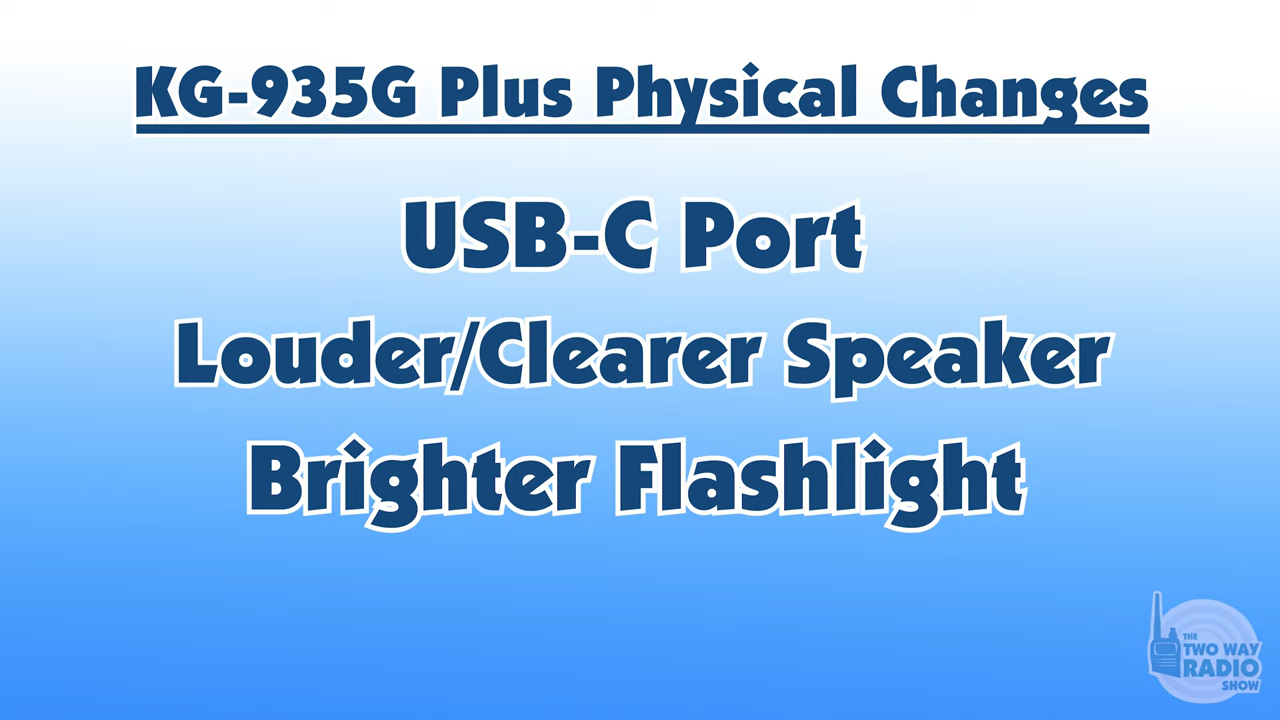 KG-935G Plus Physical Changes
USB-C Port
Louder/Clearer Speaker
Brighter Flashlight
THE
TWO WAY
RADIO
SHOW